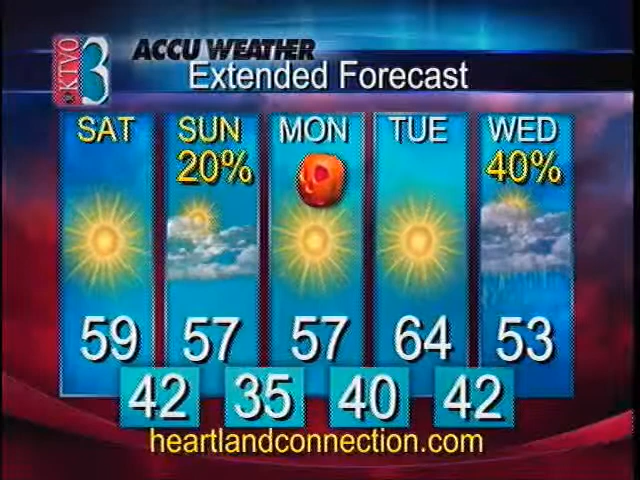 KTVO 3
ACCU WEATHER
Extended Forecast
SAT SUN MON TUE WED
20% 40%
59 57 57 64 53
42 35 40 42
heartlandconnection.com